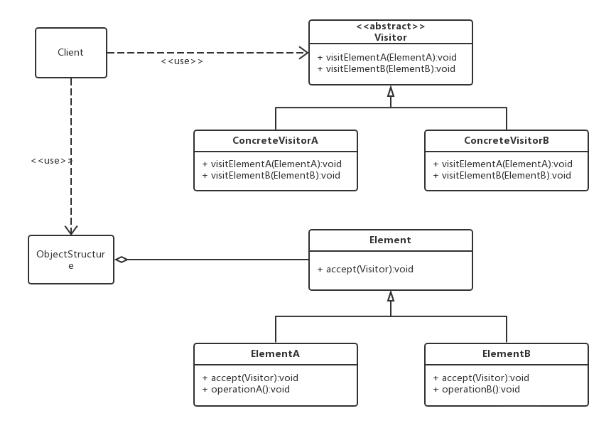 <<abstract>>
Visitor
Client
+ visitElementA(ElementA):void
<<use>>
+ visitElementB(ElementB):void
ConcreteVisitorA
ConcreteVisitorB
+ visitElementA(ElementA):void
+ visitElementB(ElementB):void
+ visitElementA(ElementA):void
+ visitElementB(ElementB):void
<<use>>
ObjectStructur
e
Element
+ accept(Visitor):void
ElementA
+ accept(Visitor):void
+ operationA():void
ElementB
+ accept(Visitor):void
+ operationB():void